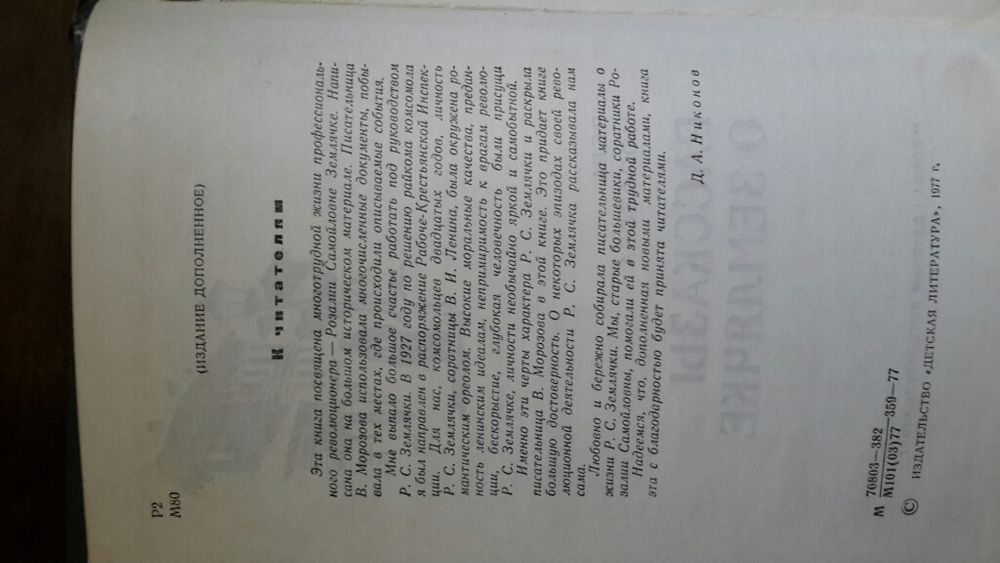 Р2
М80
(ИЗДАНИЕ ДОПОЛНЕННОЕ)
К читателям
Эта книга посвящена многотрудной жизни профессиональ-
ного революционера — Розалии Самойловне Землячке. Напи-
сана она на большом историческом материале. Писательница
В. Морозова использовала многочисленные документы, побы-
вала в тех местах, где происходили описываемые события.
Мне выпало большое счастье работать под руководством
Р. С. Землячки. В 1927 году по решению райкома комсомола
я был направлен в распоряжение Рабоче-Крестьянской Инспек-
ции. Для нас, комсомольцев двадцатых годов, личность
Р. С. Землячки, соратницы В. И. Ленина, была окружена ро-
мантическим ореолом. Высокие моральные качества, предан-
ность ленинским идеалам, непримиримость к врагам револю-
ции, бескорыстие, глубокая человечность были присущи
Р. С. Землячке, личности необычайно яркой и самобытной.
Именно эти черты характера Р. С. Землячки и раскрыла
писательница В. Морозова в этой книге. Это придает книге
большую достоверность. О некоторых эпизодах своей рево-
люционной деятельности Р. С. Землячка рассказывала нам
сама.
Любовно и бережно собирала писательница материалы о
жизни Р. С. Землячки. Мы, старые большевики, соратники Ро-
залии Самойловны, помогали ей в этой трудной работе.
Надеемся, что, дополненная новыми материалами, книга
эта с благодарностью будет принята читателями.
Д. А. Никонов
М 70803—382
М101(03)77 —359—77
© ИЗДАТЕЛЬСТВО «ДЕТСКАЯ ЛИТЕРАТУРА», 1977 г.